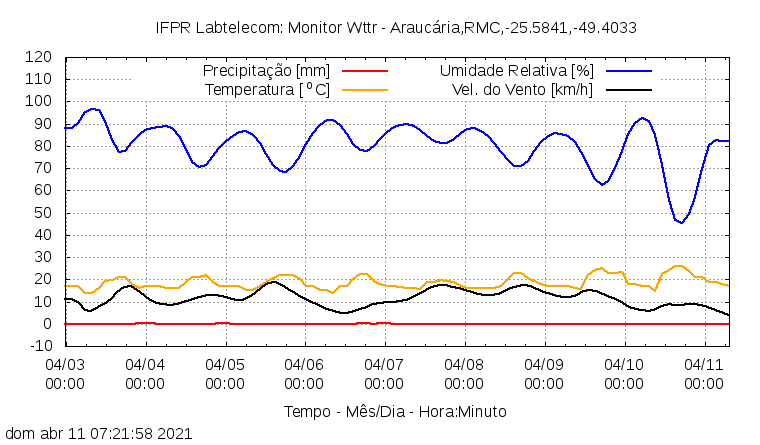 IFPR Labtelecom: Monitor Wttr - Araucária,RMC,-25.5841,-49.4033
Precipitação [mm]
Temperatura [⁰C]
Umidade Relativa [%]
Vel. do Vento [km/h]
120
110
100
90
80
70
60
50
40
30
20
10
0
-10
04/03 04/04 04/05 04/06 04/07 04/08 04/09 04/10 04/11
00:00 00:00 00:00 00:00 00:00 00:00 00:00 00:00 00:00
Tempo - Mês/Dia - Hora:Minuto
dom abr 11 07:21:58 2021